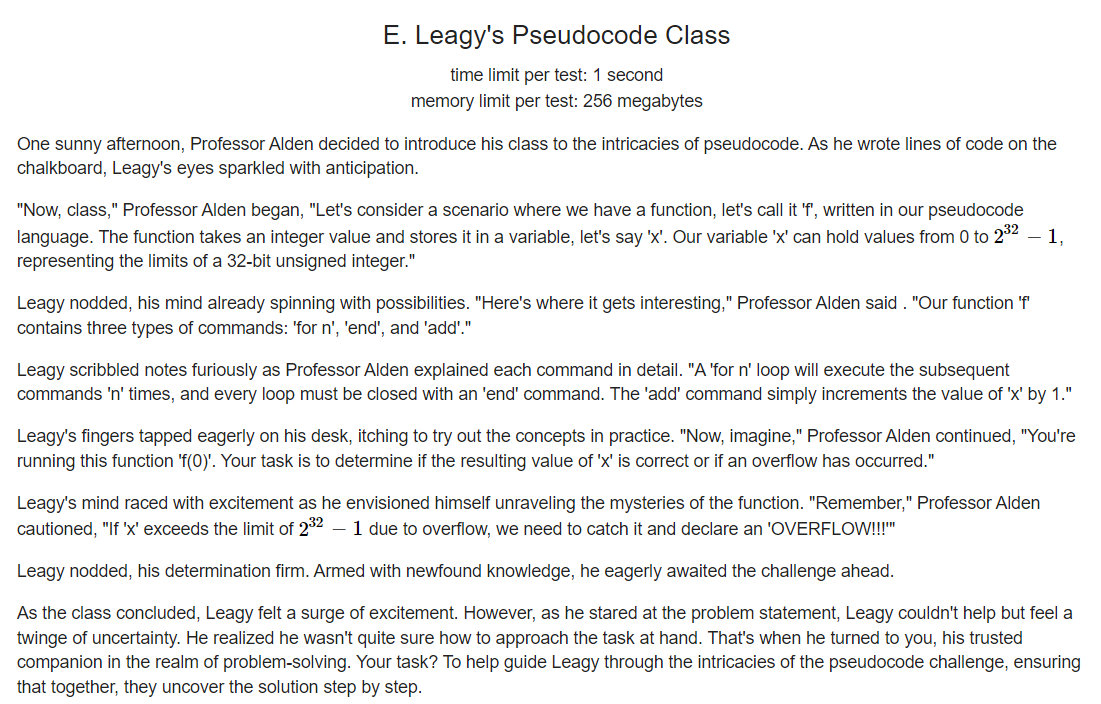 E. Leagy's Pseudocode Class
time limit per test: 1 second
memory limit per test: 256 megabytes
One sunny afternoon, Professor Alden decided to introduce his class to the intricacies of pseudocode. As he wrote lines of code on the
chalkboard, Leagy's eyes sparkled with anticipation.
"Now, class," Professor Alden began, "Let's consider a scenario where we have a function, let's call it 'f', written in our pseudocode
language. The function takes an integer value and stores it in a variable, let's say 'x'. Our variable 'x' can hold values from 0 to 2^32 − 1,
representing the limits of a 32-bit unsigned integer."
Leagy nodded, his mind already spinning with possibilities. "Here's where it gets interesting," Professor Alden said . "Our function 'f'
contains three types of commands: 'for n', 'end', and 'add'."
Leagy scribbled notes furiously as Professor Alden explained each command in detail. "A 'for n' loop will execute the subsequent
commands 'n' times, and every loop must be closed with an 'end' command. The 'add' command simply increments the value of 'x' by 1."
Leagy's fingers tapped eagerly on his desk, itching to try out the concepts in practice. "Now, imagine," Professor Alden continued, "You're
running this function 'f(0)'. Your task is to determine if the resulting value of 'x' is correct or if an overflow has occurred."
Leagy's mind raced with excitement as he envisioned himself unraveling the mysteries of the function. "Remember," Professor Alden
cautioned, "If 'x' exceeds the limit of 2^32 − 1 due to overflow, we need to catch it and declare an 'OVERFLOW!!!'"
Leagy nodded, his determination firm. Armed with newfound knowledge, he eagerly awaited the challenge ahead.
As the class concluded, Leagy felt a surge of excitement. However, as he stared at the problem statement, Leagy couldn't help but feel a
twinge of uncertainty. He realized he wasn't quite sure how to approach the task at hand. That's when he turned to you, his trusted
companion in the realm of problem-solving. Your task? To help guide Leagy through the intricacies of the pseudocode challenge, ensuring
that together, they uncover the solution step by step.